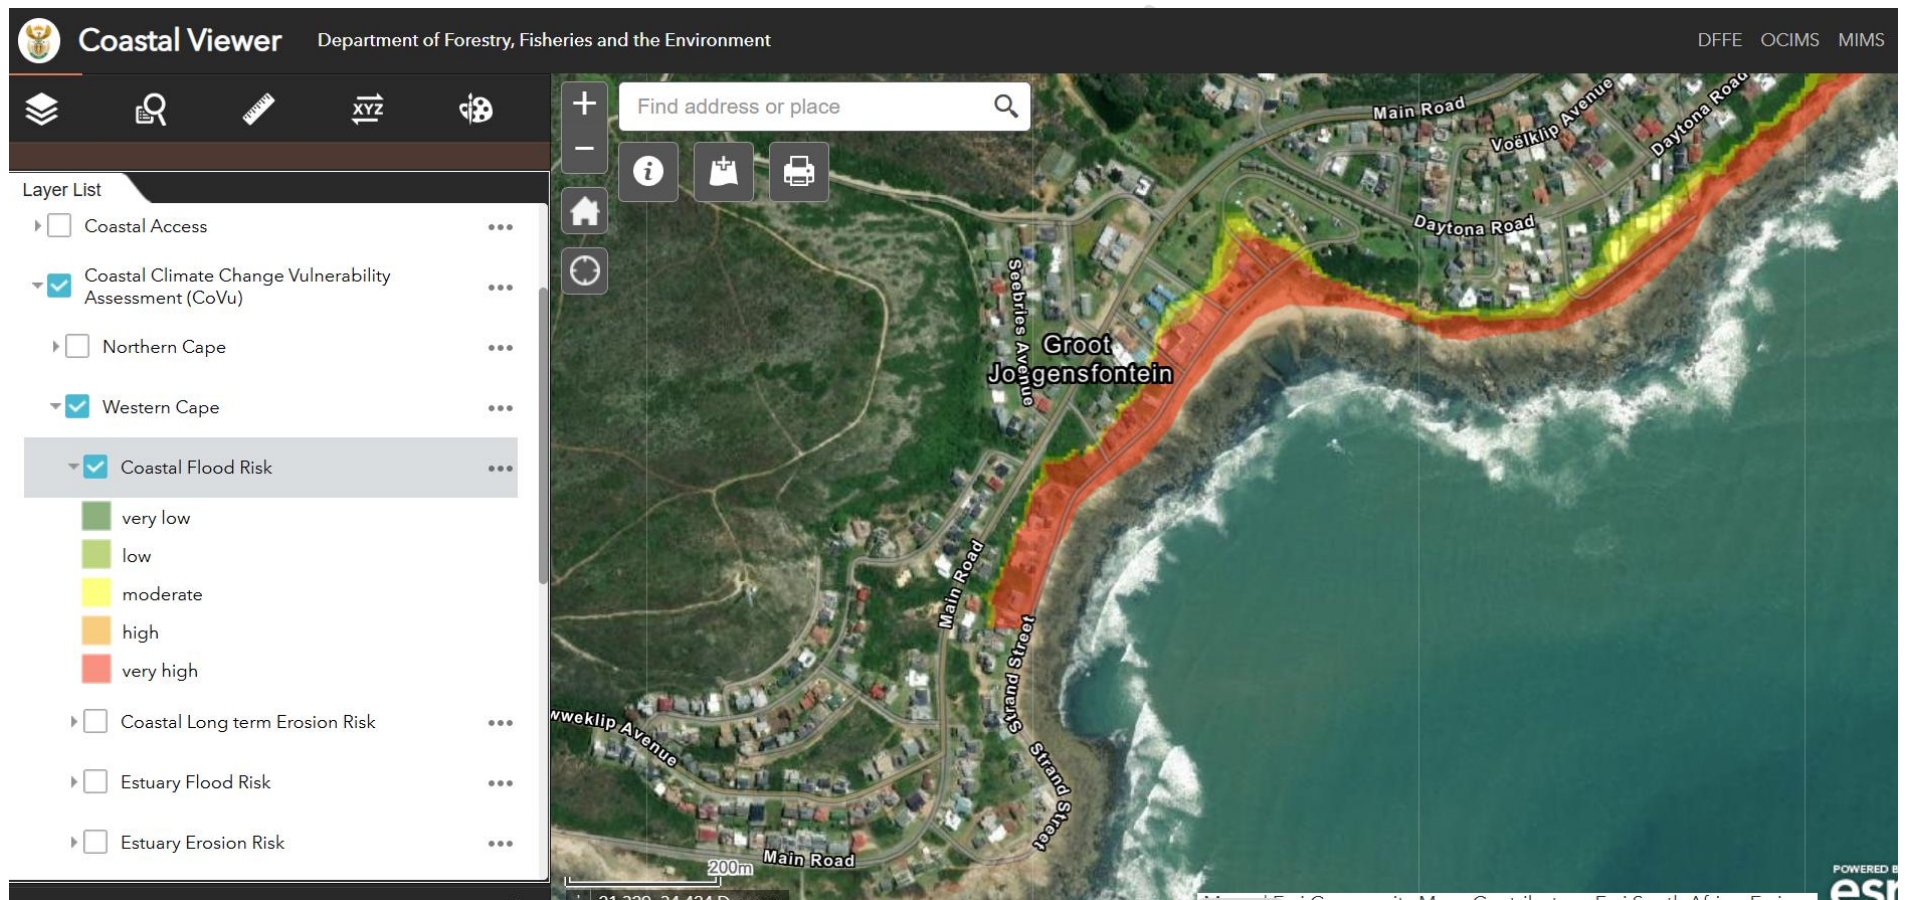 Coastal Viewer
Department of Forestry, Fisheries and the Environment
DFFE OCIMS MIMS
XYZ
Find address or place
Layer List
Coastal Access
Coastal Climate Change Vulnerability
Assessment (CoVu)
Northern Cape
Western Cape
Coastal Flood Risk
very low
low
moderate
high
very high
Coastal Long term Erosion Risk
Estuary Flood Risk
Estuary Erosion Risk
Main Road
Voëlklip Avenue
Daytona Road
Daytona Road
Seebries Avenue
Groot
Jongensfontein
Main Road
Strand Street
Strand Street
Avenue
Main Road
200m
POWERED B